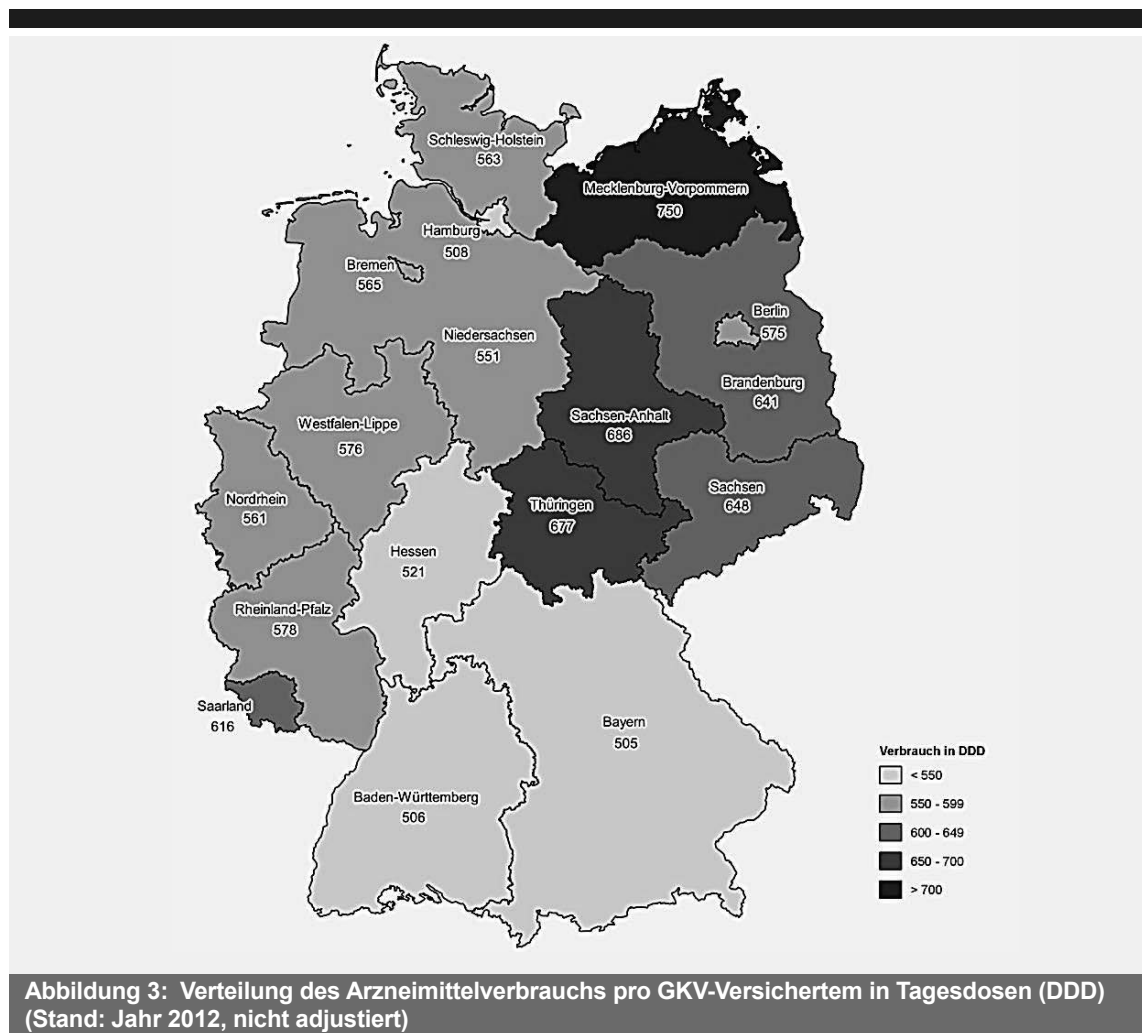 Schleswig-Holstein
563
Mecklenburg-Vorpommern
750
Hamburg
508
Bremen
565
Niedersachsen
551
Berlin
575
Brandenburg
641
Sachsen-Anhalt
686
Westfalen-Lippe
576
Nordrhein
561
Sachsen
648
Thüringen
677
Hessen
521
Rheinland-Pfalz
578
Saarland
616
Bayern
505
Baden-Württemberg
506
Verbrauch in DDD
< 550
550 - 599
600 - 649
650 - 700
> 700
Abbildung 3: Verteilung des Arzneimittelverbrauchs pro GKV-Versichertem in Tagesdosen (DDD)
(Stand: Jahr 2012, nicht adjustiert)